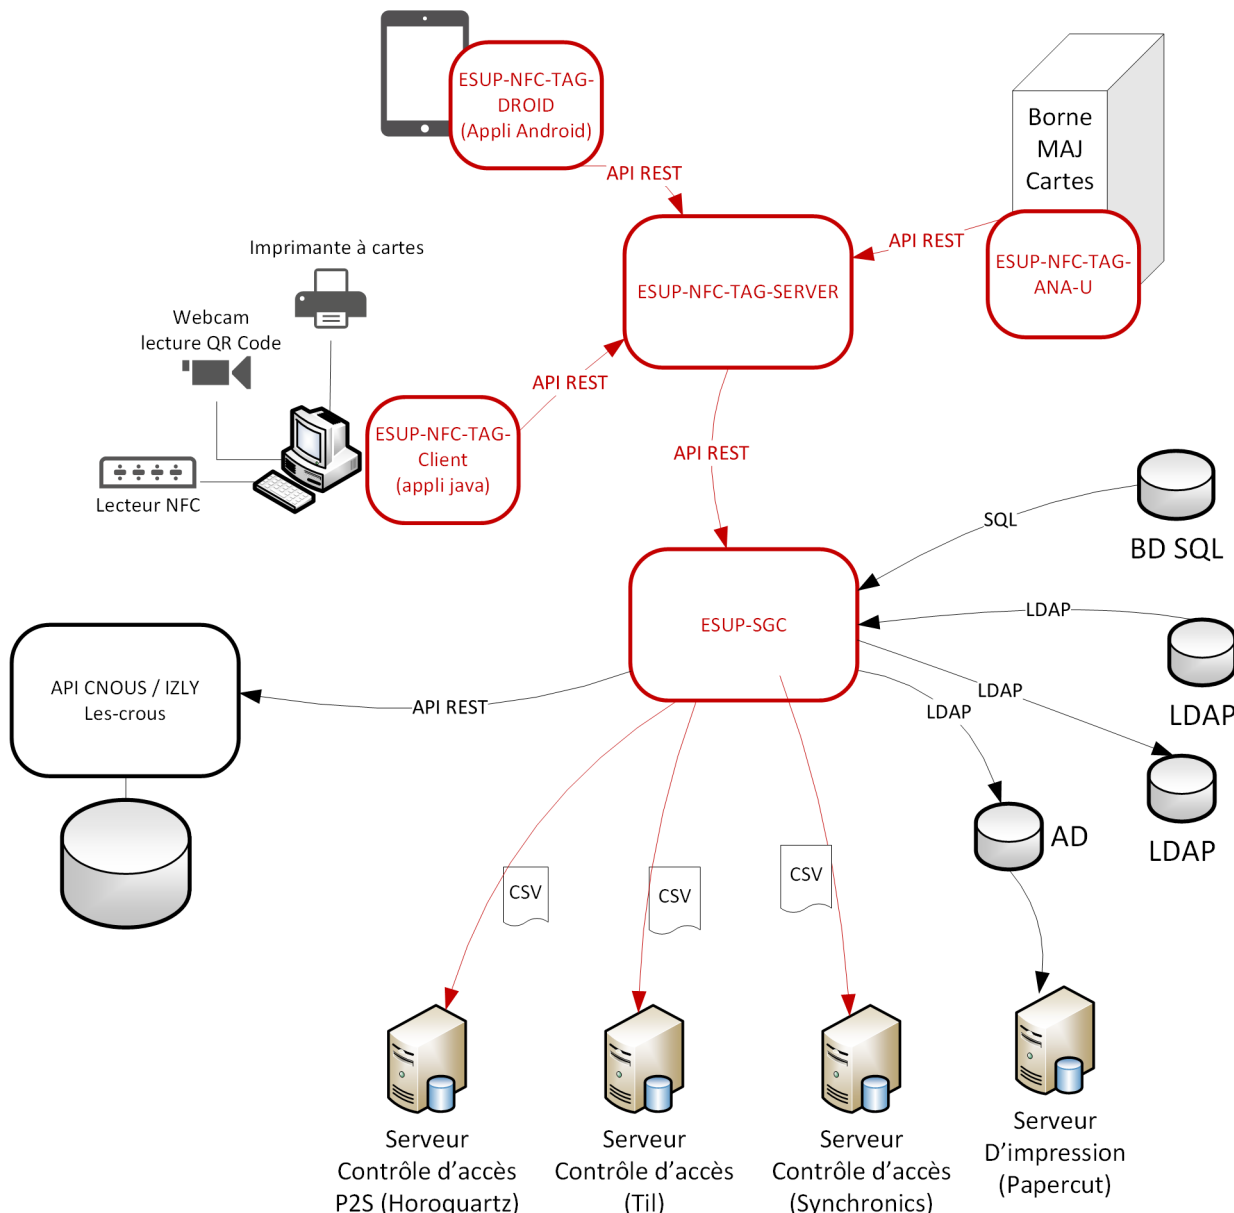 ESUP-NFC-TAG-
DROID
(Appli Android)
Borne
MAJ
Cartes
API REST
API REST
ESUP-NFC-TAG-
ANA-U
Imprimante à cartes
ESUP-NFC-TAG-SERVER
Webcam
lecture QR Code
API REST
ESUP-NFC-TAG-
Client
(appli java)
Lecteur NFC
API REST
SQL
BD SQL
LDAP
ESUP-SGC
LDAP
API CNOUS / IZLY
Les-crous
API REST
LDAP
LDAP
AD
LDAP
CSV
CSV
CSV
Serveur
Contrôle d’accès
P2S (Horoquartz)
Serveur
Contrôle d’accès
(Til)
Serveur
Contrôle d’accès
(Synchronics)
Serveur
D’impression
(Papercut)